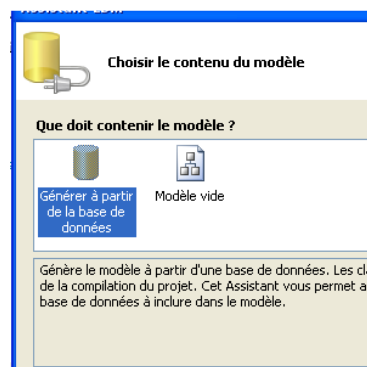 Assistant EDM
Choisir le contenu du modèle
Que doit contenir le modèle ?
Générer à partir
de la base de
données
Modèle vide
Génère le modèle à partir d'une base de données. Les
de la compilation du projet. Cet Assistant vous permet
base de données à inclure dans le modèle.